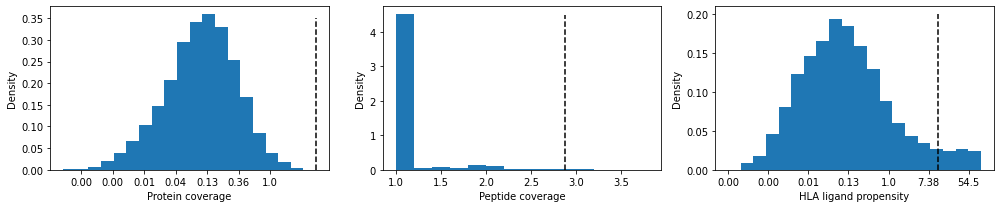 0.35
0.30
0.25
0.20
0.15
0.10
0.05
0.00
Density
0.00 0.00 0.01 0.04 0.13 0.36 1.0
Protein coverage
4
3
2
1
0
Density
1.0 1.5 2.0 2.5 3.0 3.5
Peptide coverage
0.20
0.15
0.10
0.05
0.00
Density
0.00 0.00 0.01 0.13 1.0 7.38 54.5
HLA ligand propensity